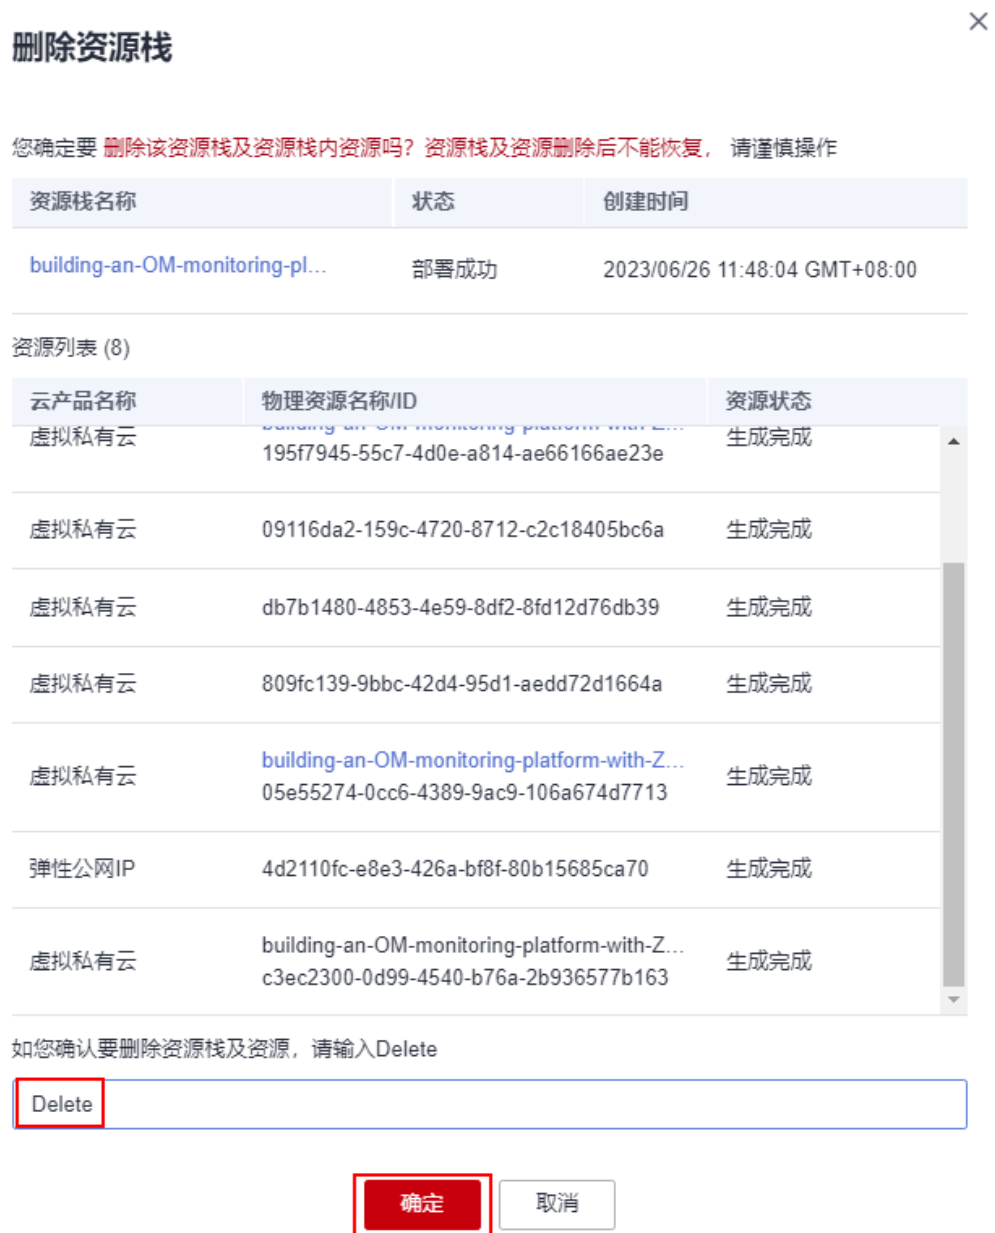 删除资源栈
您确定要 删除该资源栈及资源栈内资源吗？资源栈及资源删除后不能恢复， 请谨慎操作
资源栈名称 状态 创建时间
building-an-OM-monitoring-pl... 部署成功 2023/06/26 11:48:04 GMT+08:00
资源列表 (8)
云产品名称 物理资源名称/ID 资源状态
building-an-OM-monitoring-platform-with-Z...
虚拟私有云 195f7945-55c7-4d0e-a814-ae66166ae23e 生成完成
虚拟私有云 09116da2-159c-4720-8712-c2c18405bc6a 生成完成
虚拟私有云 db7b1480-4853-4e59-8df2-8fd12d76db39 生成完成
虚拟私有云 809fc139-9bbc-42d4-95d1-aedd72d1664a 生成完成
building-an-OM-monitoring-platform-with-Z...
虚拟私有云 05e55274-0cc6-4389-9ac9-106a674d7713 生成完成
弹性公网IP 4d2110fc-e8e3-426a-bf8f-80b15685ca70 生成完成
building-an-OM-monitoring-platform-with-Z...
虚拟私有云 c3ec2300-0d99-4540-b76a-2b936577b163 生成完成
如您确认要删除资源栈及资源，请输入Delete
Delete
确定 取消